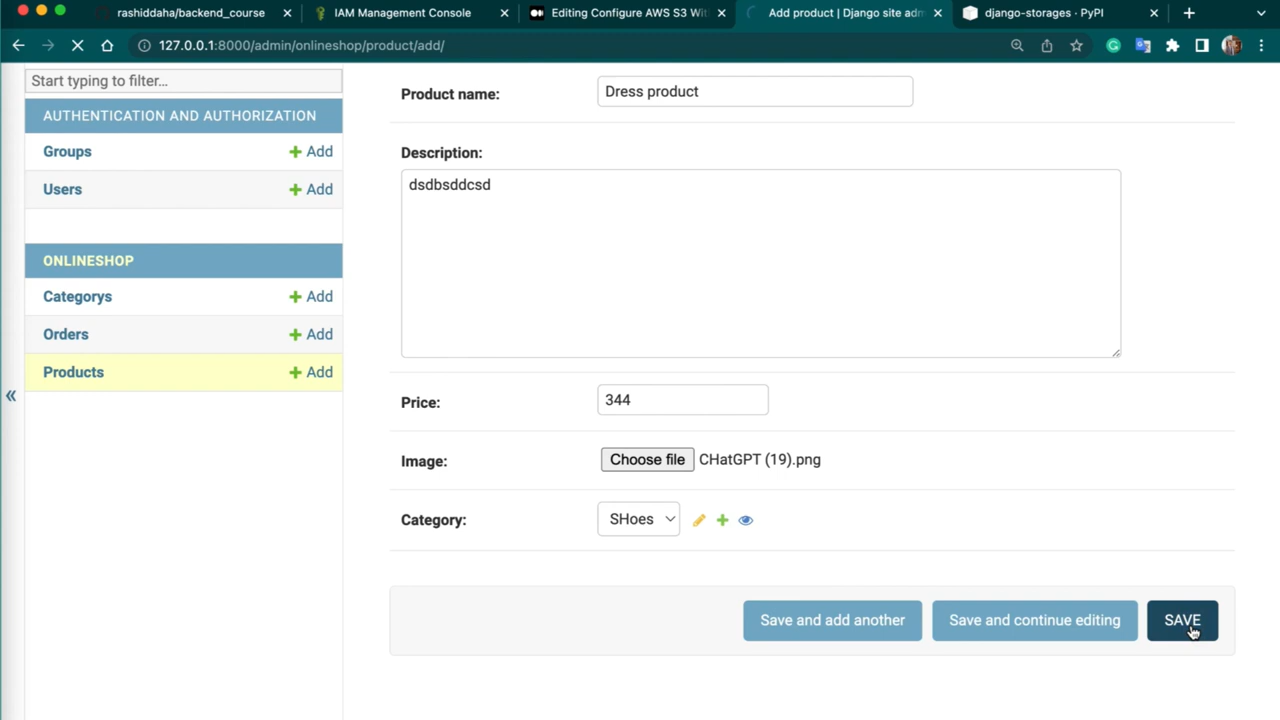 rashiddaha/backend_course
IAM Management Console
Editing Configure AWS S3 Wit
Add product | Django site adm
django-storages · PyPI
127.0.0.1:8000/admin/onlineshop/product/add/
Start typing to filter...
AUTHENTICATION AND AUTHORIZATION
Groups
Add
Users
Add
ONLINESHOP
Categorys
Add
Orders
Add
Products
Add
Product name:
Dress product
Description:
dsdbsddcsd
Price:
344
Image:
Choose file CHatGPT (19).png
Category:
SHoes
Save and add another
Save and continue editing
SAVE